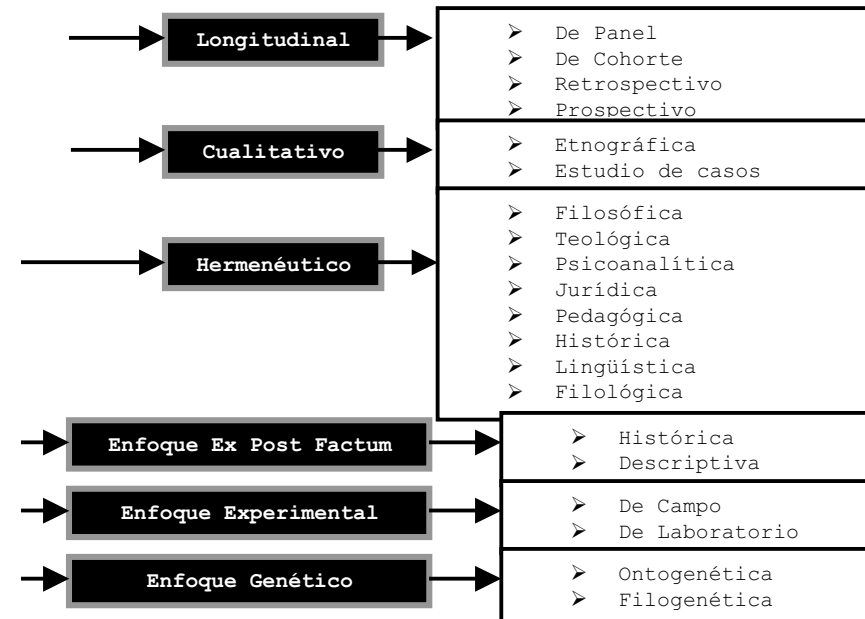 Longitudinal
➢ De Panel
➢ De Cohorte
➢ Retrospectivo
➢ Prospectivo
Cualitativo
➢ Etnográfica
➢ Estudio de casos
Hermenéutico
➢ Filosófica
➢ Teológica
➢ Psicoanalítica
➢ Jurídica
➢ Pedagógica
➢ Histórica
➢ Lingüística
➢ Filológica
Enfoque Ex Post Factum
➢ Histórica
➢ Descriptiva
Enfoque Experimental
➢ De Campo
➢ De Laboratorio
Enfoque Genético
➢ Ontogenética
➢ Filogenética